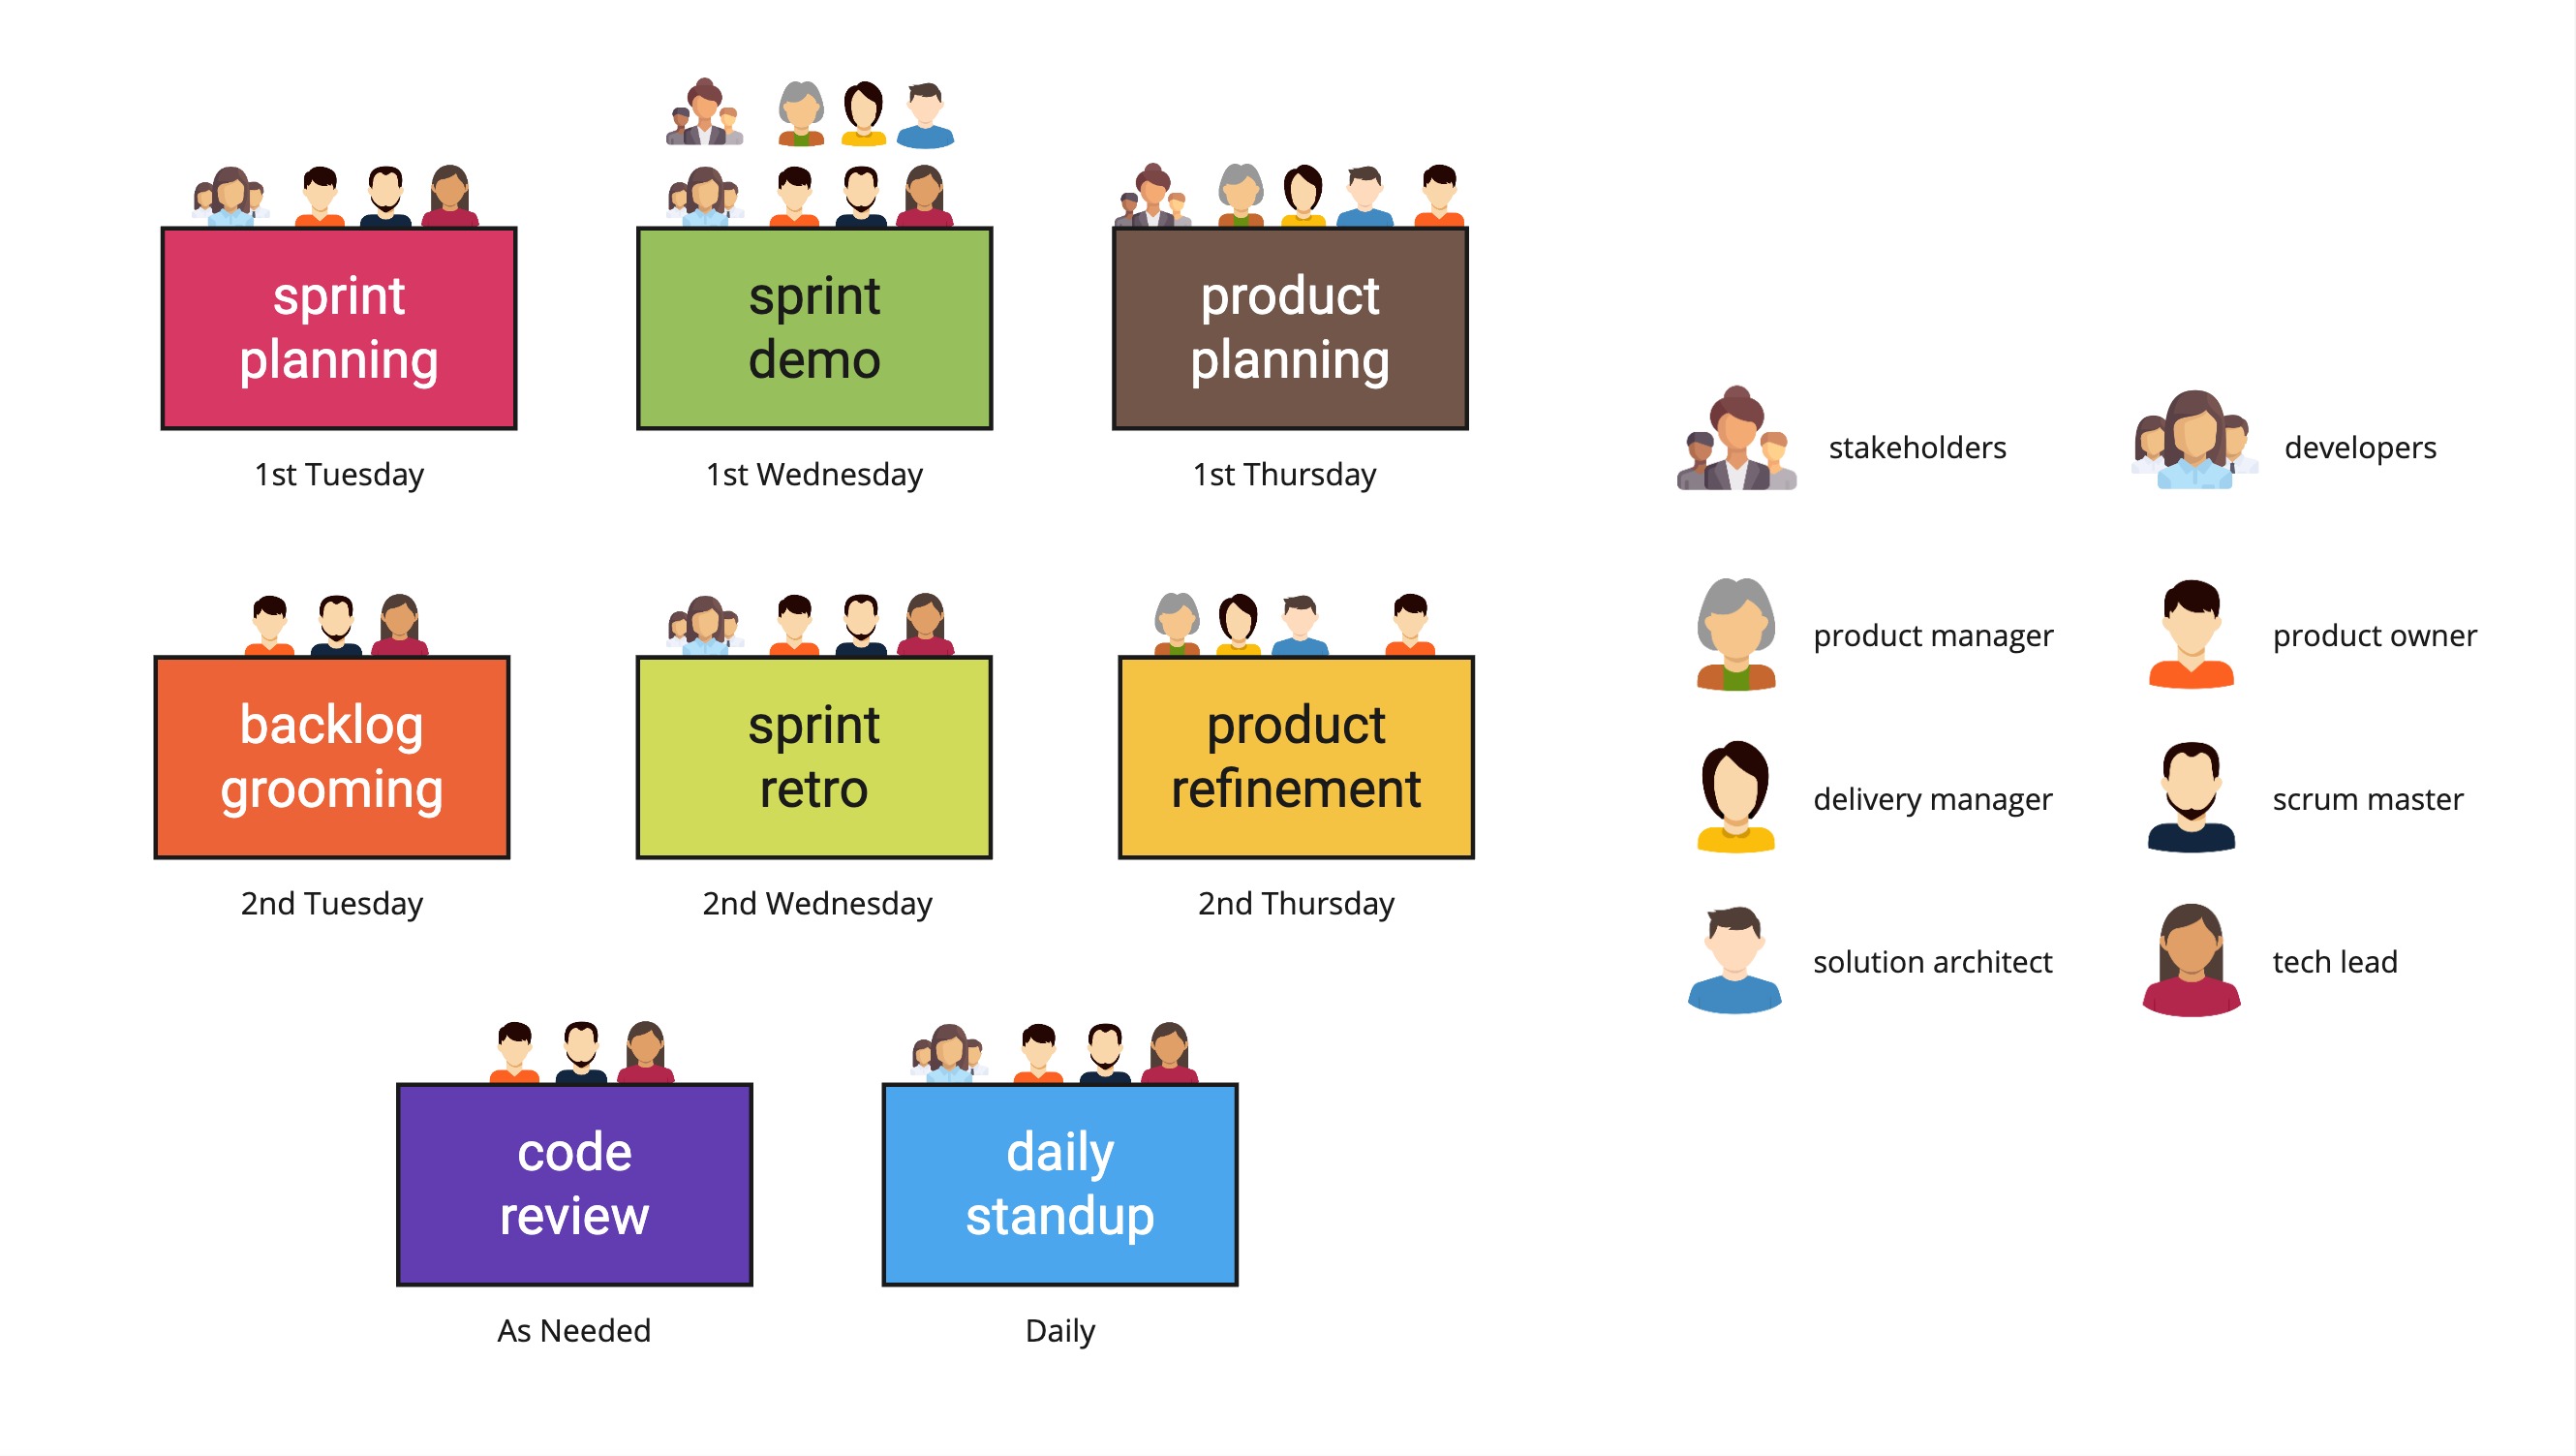 sprint
planning
1st Tuesday
sprint
demo
1st Wednesday
product
planning
1st Thursday
backlog
grooming
2nd Tuesday
sprint
retro
2nd Wednesday
product
refinement
2nd Thursday
code
review
As Needed
daily
standup
Daily
stakeholders
developers
product manager
product owner
delivery manager
scrum master
solution architect
tech lead